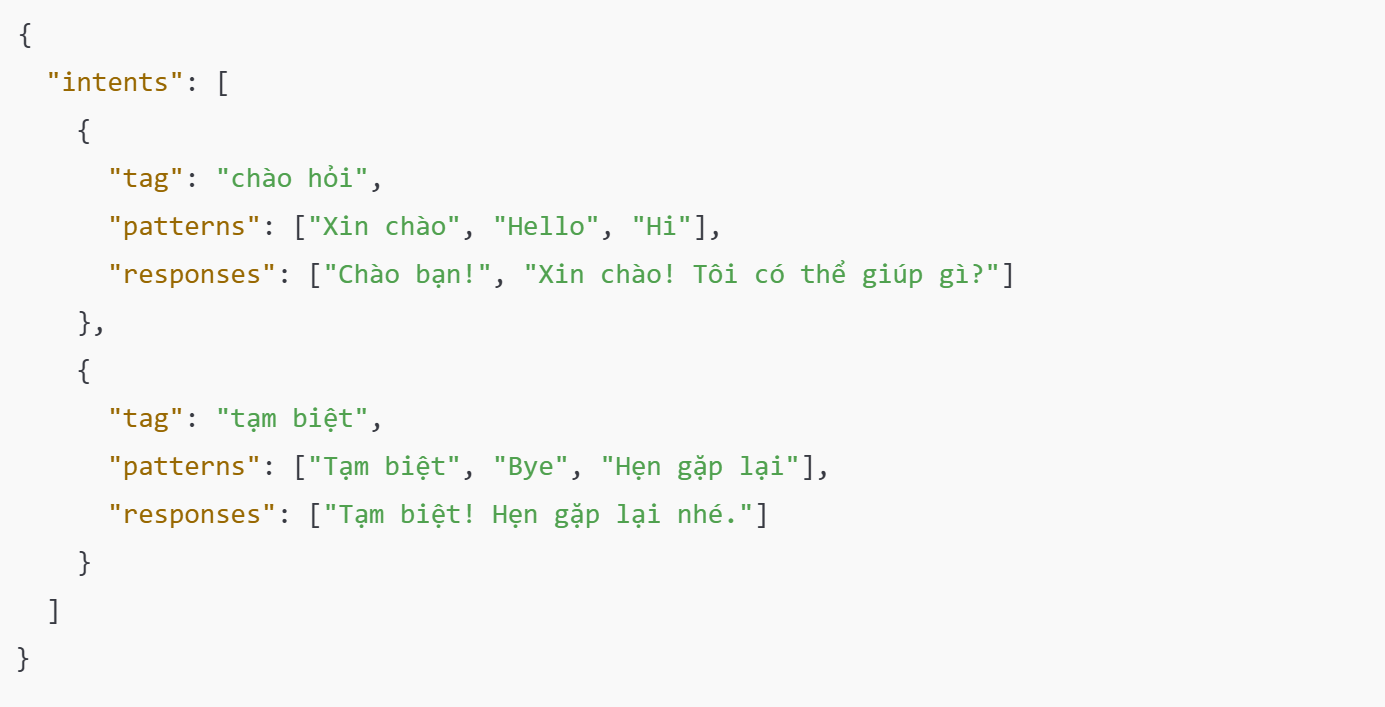 {
  "intents": [
    {
      "tag": "chào hỏi",
      "patterns": ["Xin chào", "Hello", "Hi"],
      "responses": ["Chào bạn!", "Xin chào! Tôi có thể giúp gì?"]
    },
    {
      "tag": "tạm biệt",
      "patterns": ["Tạm biệt", "Bye", "Hẹn gặp lại"],
      "responses": ["Tạm biệt! Hẹn gặp lại nhé."]
    }
  ]
}